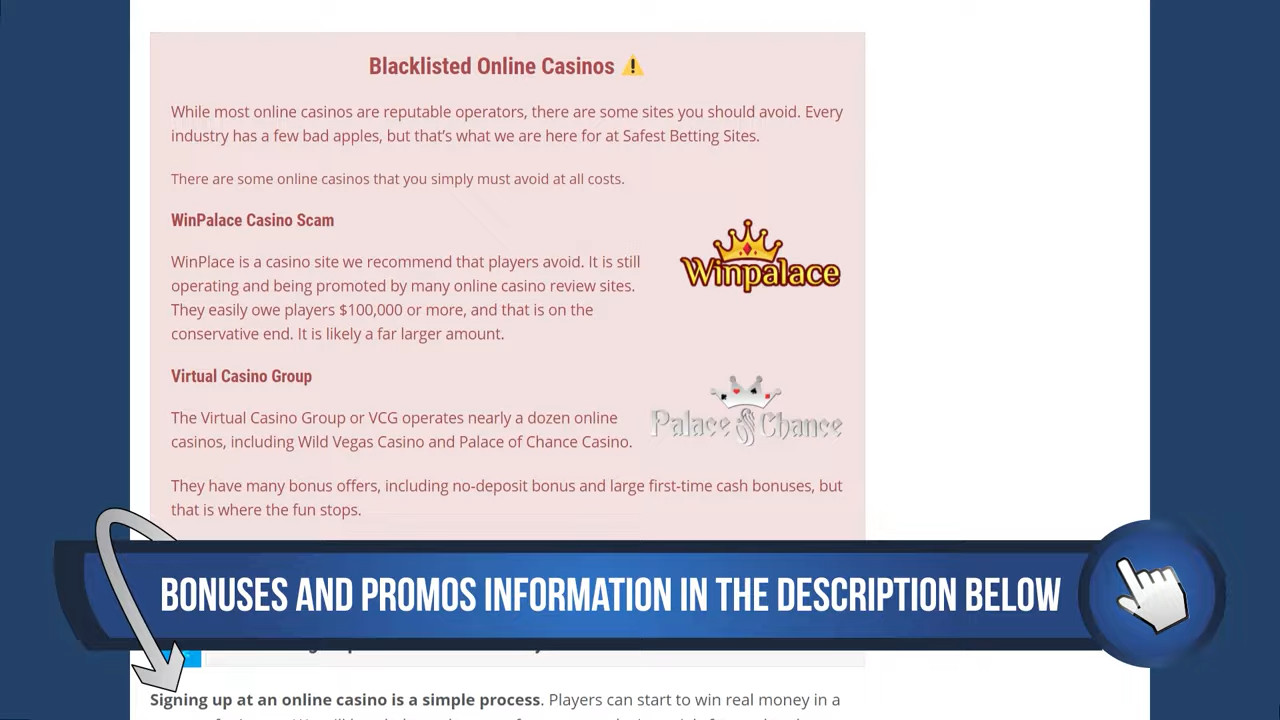 Blacklisted Online Casinos ⚠
While most online casinos are reputable operators, there are some sites you should avoid. Every
industry has a few bad apples, but that's what we are here for at Safest Betting Sites.
There are some online casinos that you simply must avoid at all costs.
WinPalace Casino Scam
WinPlace is a casino site we recommend that players avoid. It is still
operating and being promoted by many online casino review sites.
They easily owe players $100,000 or more, and that is on the
conservative end. It is likely a far larger amount.
Winpalace
Virtual Casino Group
The Virtual Casino Group or VCG operates nearly a dozen online
casinos, including Wild Vegas Casino and Palace of Chance Casino.
Palace of Chance
They have many bonus offers, including no-deposit bonus and large first-time cash bonuses, but
that is where the fun stops.
BONUSES AND PROMOS INFORMATION IN THE DESCRIPTION BELOW
Signing up at an online casino is a simple process. Players can start to win real money in a